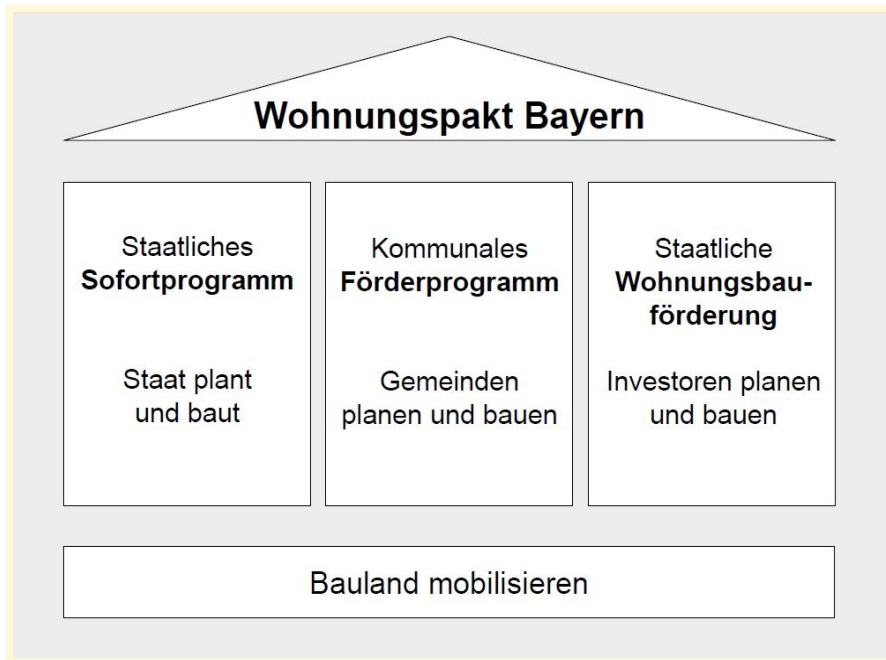 Wohnungspakt Bayern
Staatliches
Sofortprogramm
Staat plant
und baut
Kommunales
Förderprogramm
Gemeinden
planen und bauen
Staatliche
Wohnungsbau-
förderung
Investoren planen
und bauen
Bauland mobilisieren